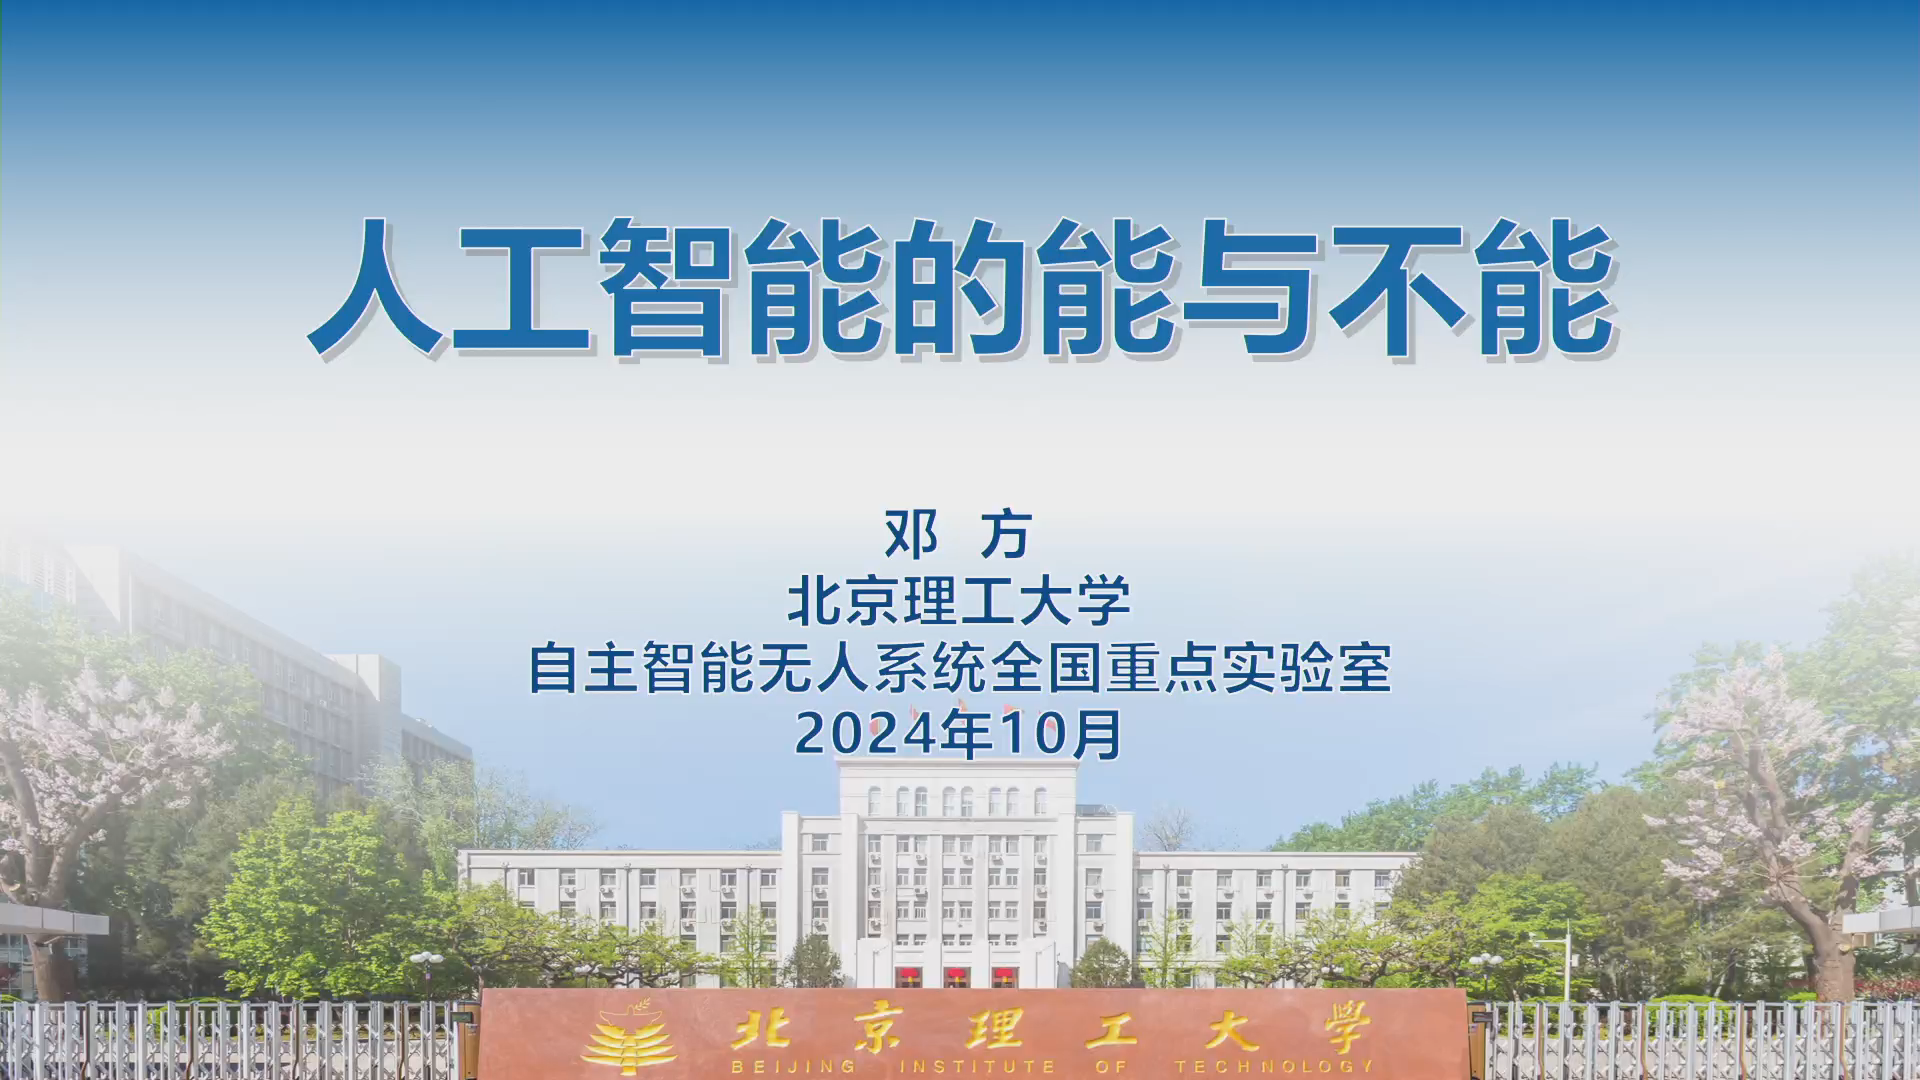 人工智能的能与不能
邓 方
北京理工大学
自主智能无人系统全国重点实验室
2024年10月
北京理工大学
BEIJING INSTITUTE OF TECHNOLOGY